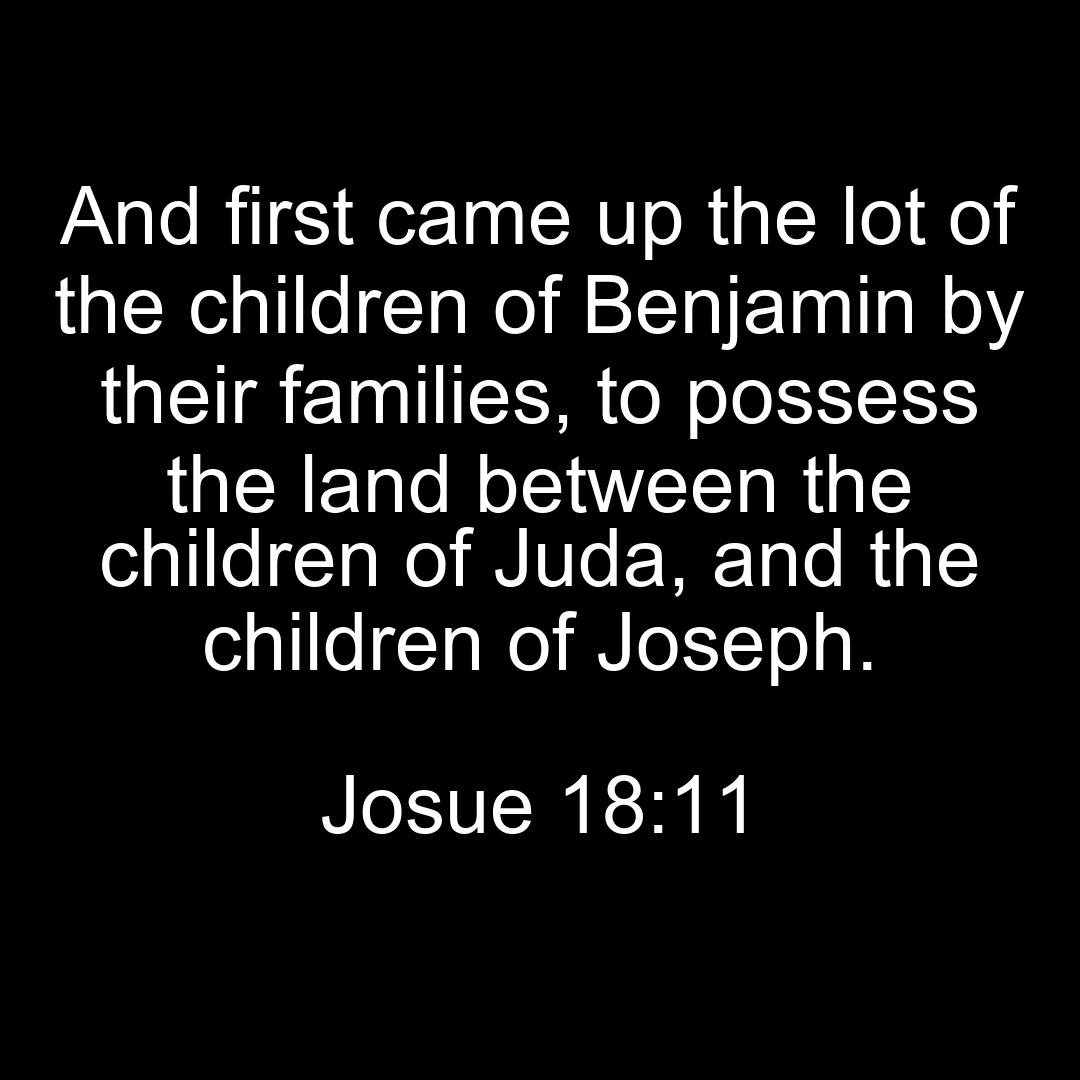 And first came up the lot of
the children of Benjamin by
their families, to possess
the land between the
children of Juda, and the
children of Joseph.
Josue 18:11